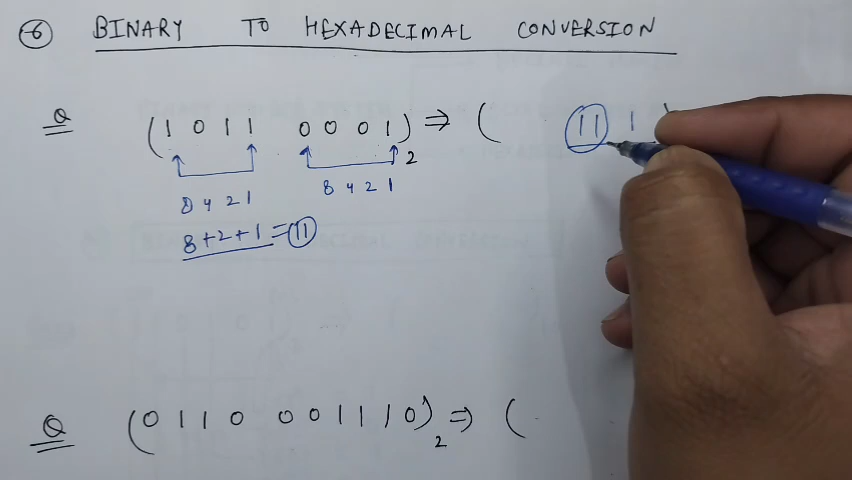 6 BINARY TO HEXADECIMAL CONVERSION
Q (1 0 1 1 0 0 0 1)2 ⇒ ( 11 1
8 4 2 1 8 4 2 1
8+2+1 = 11
Q (0 1 1 0 0 0 1 1 1 0)2 ⇒ (